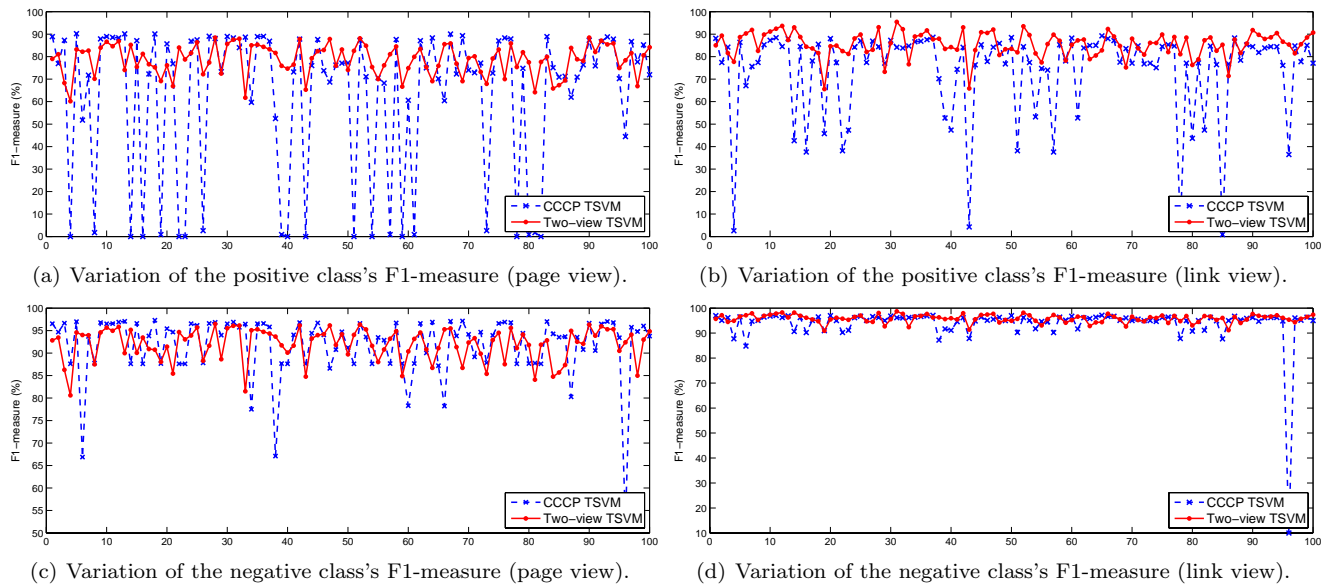 100
90
80
70
60
50
40
30
20
10
0
F1−measure (%)
CCCP TSVM
Two−view TSVM
0 10 20 30 40 50 60 70 80 90 100
(a) Variation of the positive class's F1-measure (page view).
100
90
80
70
60
50
40
30
20
10
0
F1−measure (%)
CCCP TSVM
Two−view TSVM
0 10 20 30 40 50 60 70 80 90 100
(b) Variation of the positive class's F1-measure (link view).
100
95
90
85
80
75
70
65
60
55
50
F1−measure (%)
CCCP TSVM
Two−view TSVM
0 10 20 30 40 50 60 70 80 90 100
(c) Variation of the negative class's F1-measure (page view).
100
90
80
70
60
50
40
30
20
10
F1−measure (%)
CCCP TSVM
Two−view TSVM
0 10 20 30 40 50 60 70 80 90 100
(d) Variation of the negative class's F1-measure (link view).